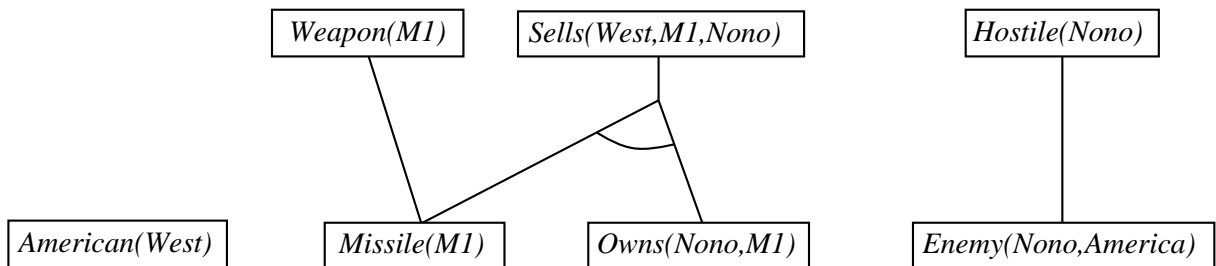 Weapon(M1)
Sells(West,M1,Nono)
Hostile(Nono)
American(West)
Missile(M1)
Owns(Nono,M1)
Enemy(Nono,America)